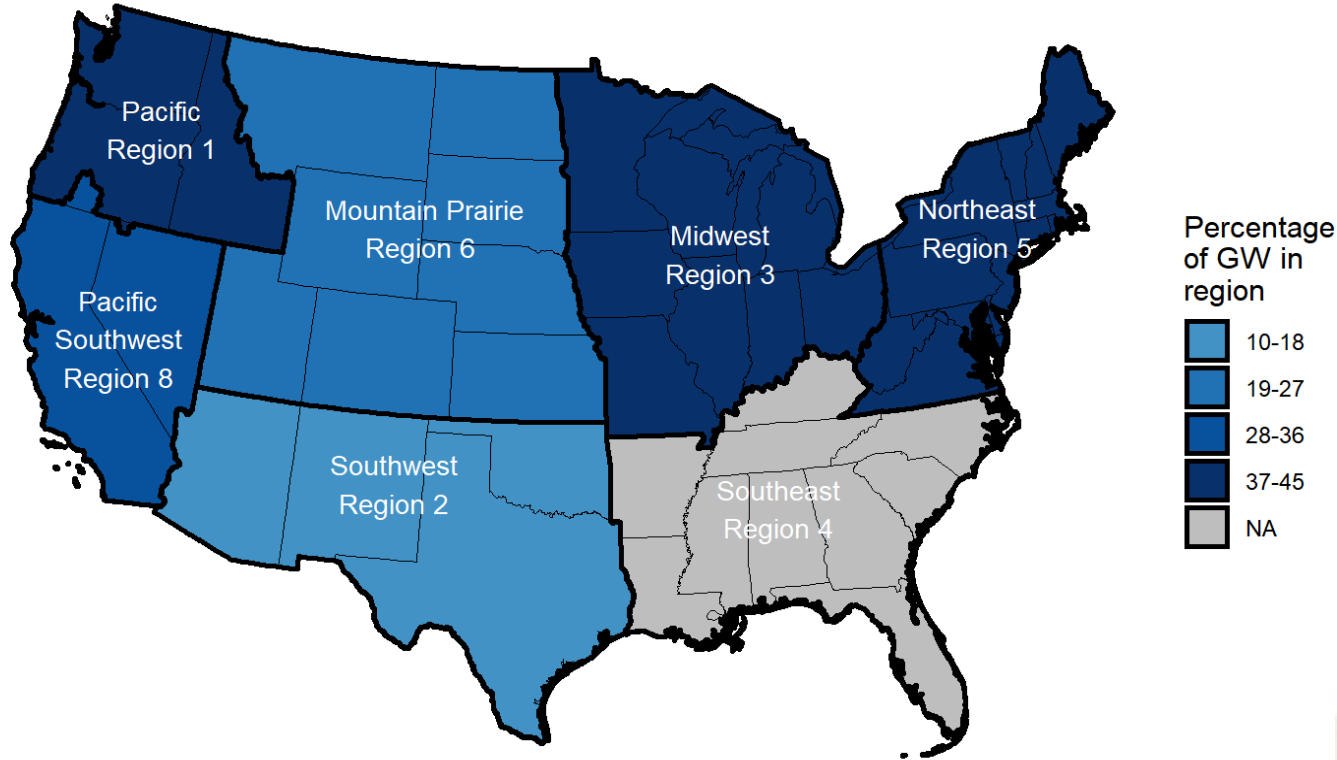 Pacific
Region 1
Mountain Prairie
Region 6
Midwest
Region 3
Northeast
Region 5
Pacific
Southwest
Region 8
Southwest
Region 2
Southeast
Region 4
Percentage
of GW in
region
10-18
19-27
28-36
37-45
NA